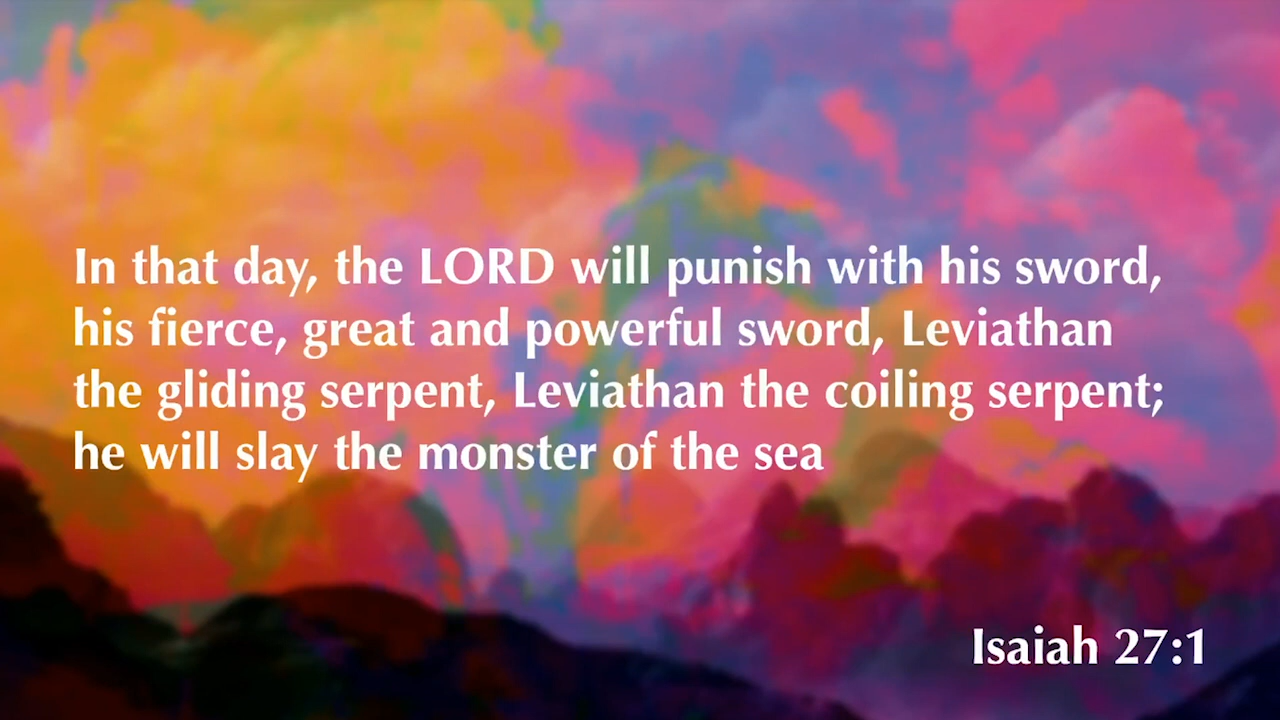 In that day, the LORD will punish with his sword,
his fierce, great and powerful sword, Leviathan
the gliding serpent, Leviathan the coiling serpent;
he will slay the monster of the sea
Isaiah 27:1